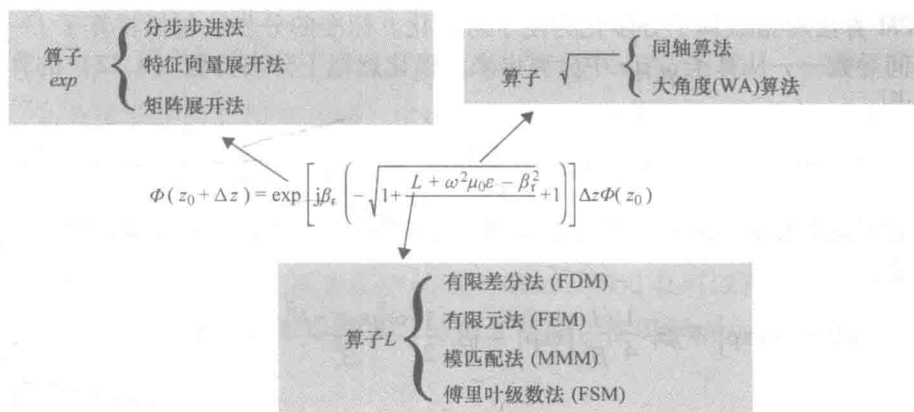 算子 exp
分步步进法
特征向量展开法
矩阵展开法
算子 √
同轴算法
大角度(WA)算法
Φ(z₀+Δz)=exp[jβᵣ(-√(1+(L+ω²μ₀ε-βᵣ²)/)+1)]ΔzΦ(z₀)
算子L
有限差分法 (FDM)
有限元法 (FEM)
模匹配法 (MMM)
傅里叶级数法 (FSM)